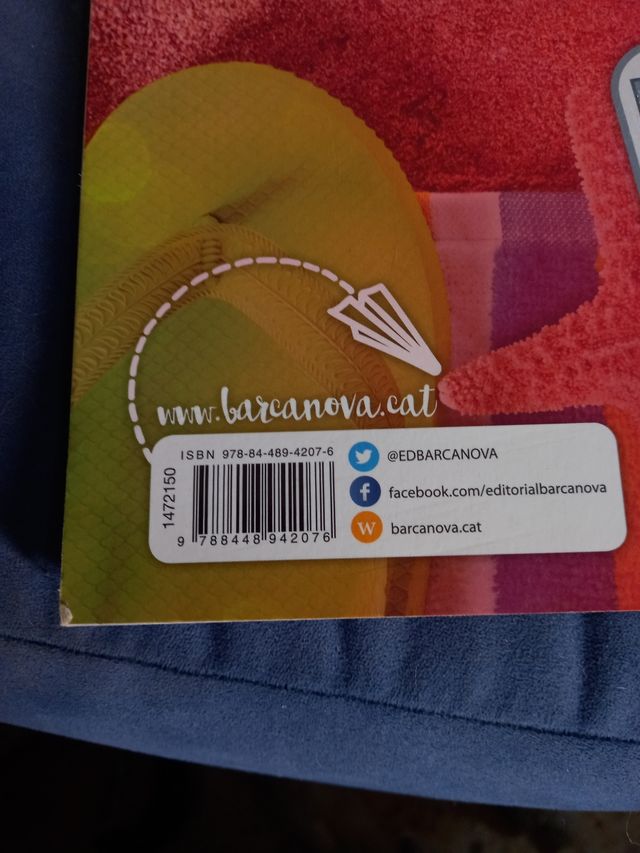 www.barcanova.cat
ISBN 978-84-489-4207-6
1472150
9 788448 942076
@EDBARCANOVA
facebook.com/editorialbarcanova
W barcanova.cat